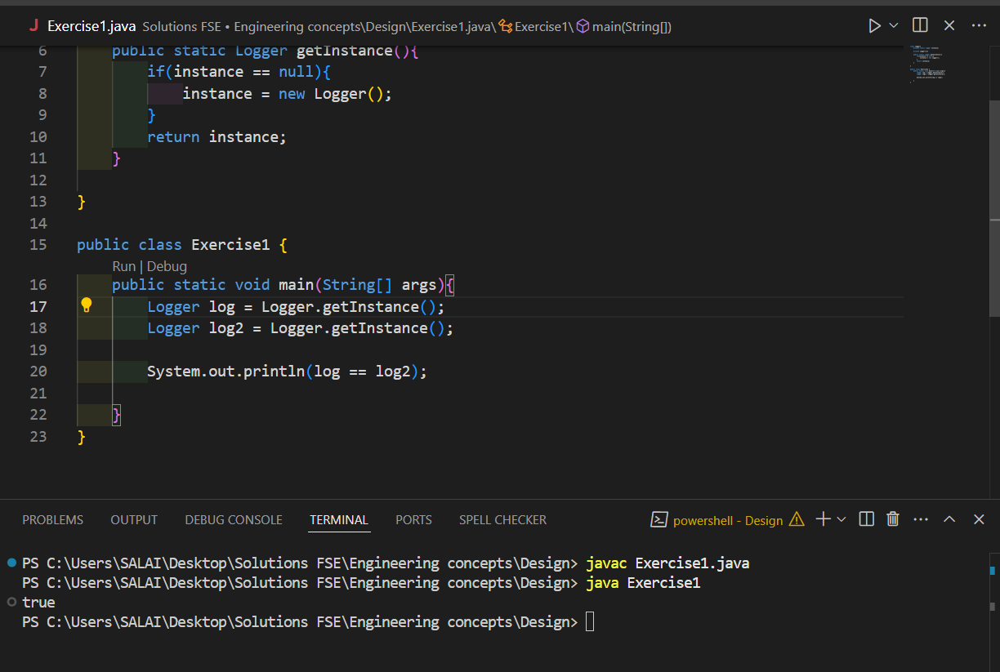 J Exercise1.java Solutions FSE • Engineering concepts\Design\Exercise1.java\Exercise1\main(String[])
6 public static Logger getInstance(){
7 if(instance == null){
8 instance = new Logger();
9 }
10 return instance;
11 }
12
13 }
14
15 public class Exercise1 {
Run | Debug
16 public static void main(String[] args){
17 Logger log = Logger.getInstance();
18 Logger log2 = Logger.getInstance();
19
20 System.out.println(log == log2);
21
22 }
23 }
PROBLEMS OUTPUT DEBUG CONSOLE TERMINAL PORTS SPELL CHECKER powershell - Design
PS C:\Users\SALAI\Desktop\Solutions FSE\Engineering concepts\Design> javac Exercise1.java
PS C:\Users\SALAI\Desktop\Solutions FSE\Engineering concepts\Design> java Exercise1
true
PS C:\Users\SALAI\Desktop\Solutions FSE\Engineering concepts\Design>